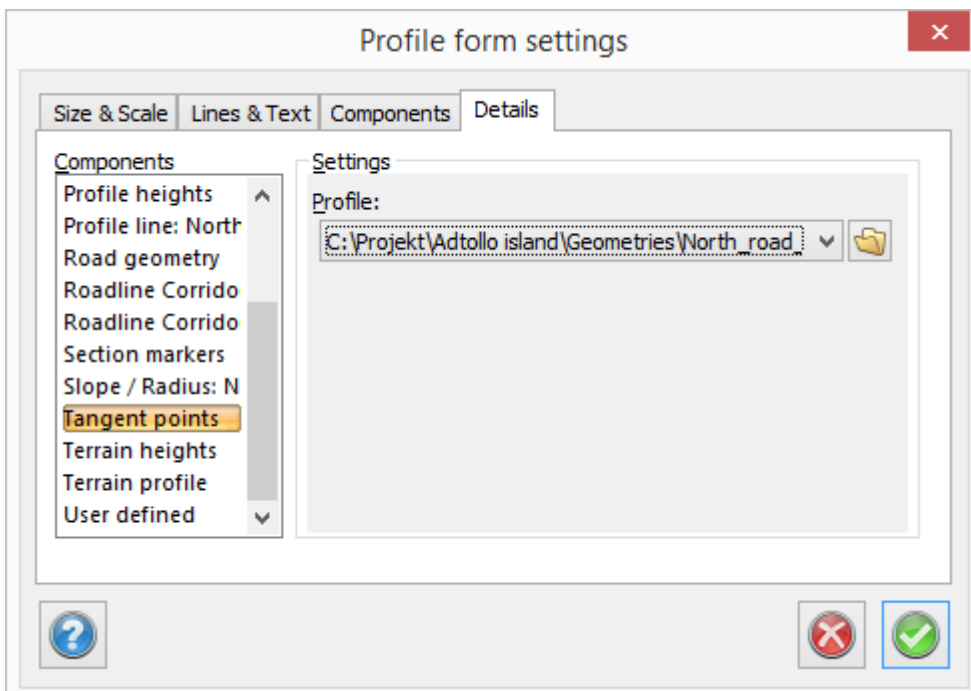 Profile form settings
Size & Scale
Lines & Text
Components
Details
Components
Profile heights
Profile line: North
Road geometry
Roadline Corrido
Roadline Corrido
Section markers
Slope / Radius: N
Tangent points
Terrain heights
Terrain profile
User defined
Settings
Profile:
C:\Projekt\Adtollo island\Geometries\North_road_